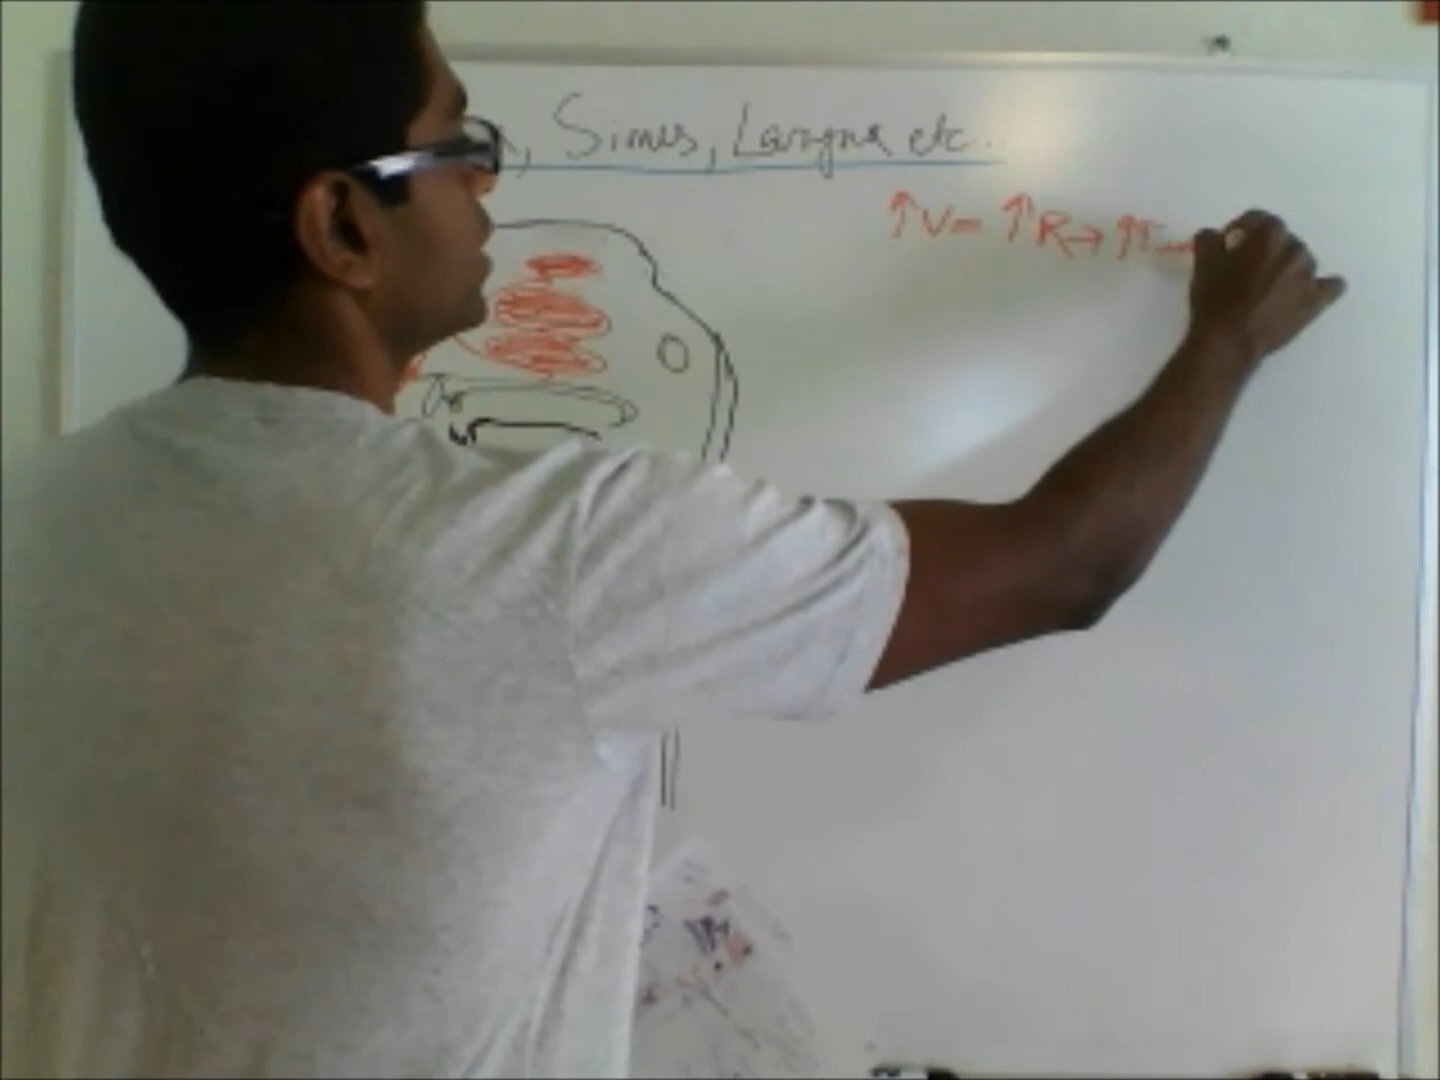 , Sinus, Larynx etc...
↑V= ↑R→ ↑T→